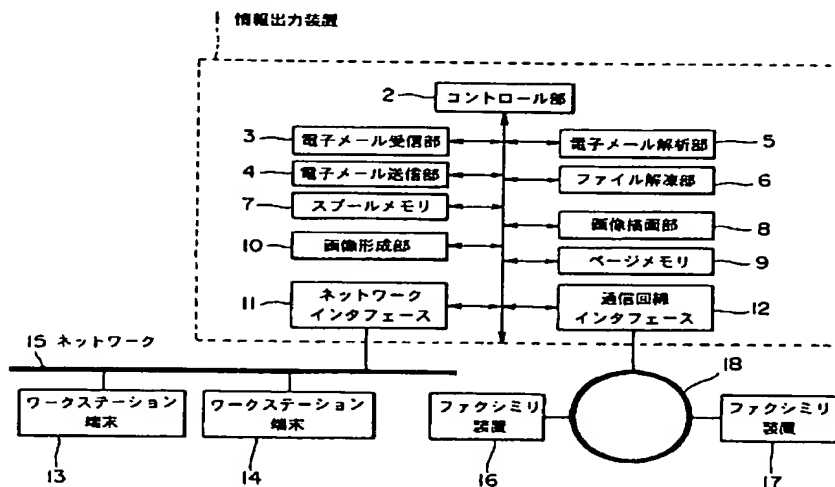 1 情報出力装置
2 コントロール部
3 電子メール受信部
電子メール解析部 5
4 電子メール送信部
ファイル解凍部 6
7 スプールメモリ
画像描画部 8
10 画像形成部
ページメモリ 9
11 ネットワーク
インタフェース
通信回線
インタフェース 12
15 ネットワーク
18
ワークステーション
端末
13
ワークステーション
端末
14
ファクシミリ
装置
16
ファクシミリ
装置
17